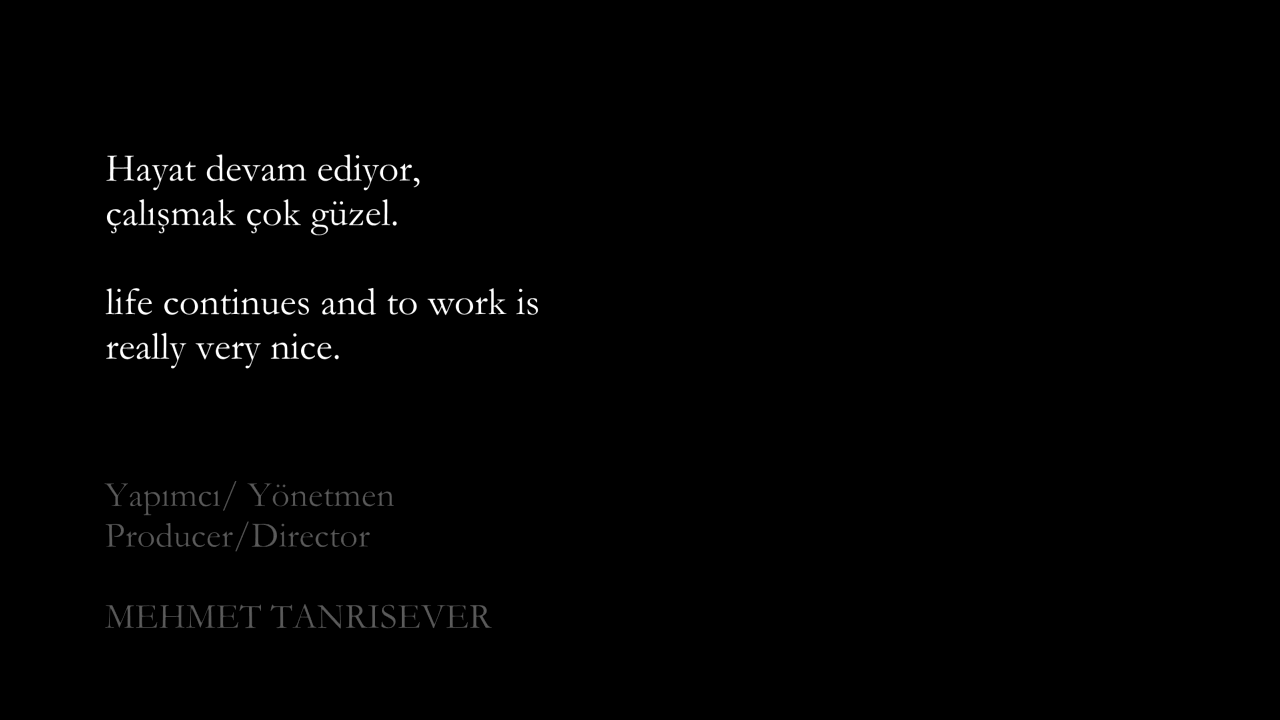 Hayat devam ediyor,
çalışmak çok güzel.
life continues and to work is
really very nice.
Yapımcı/ Yönetmen
Producer/Director
MEHMET TANRISEVER